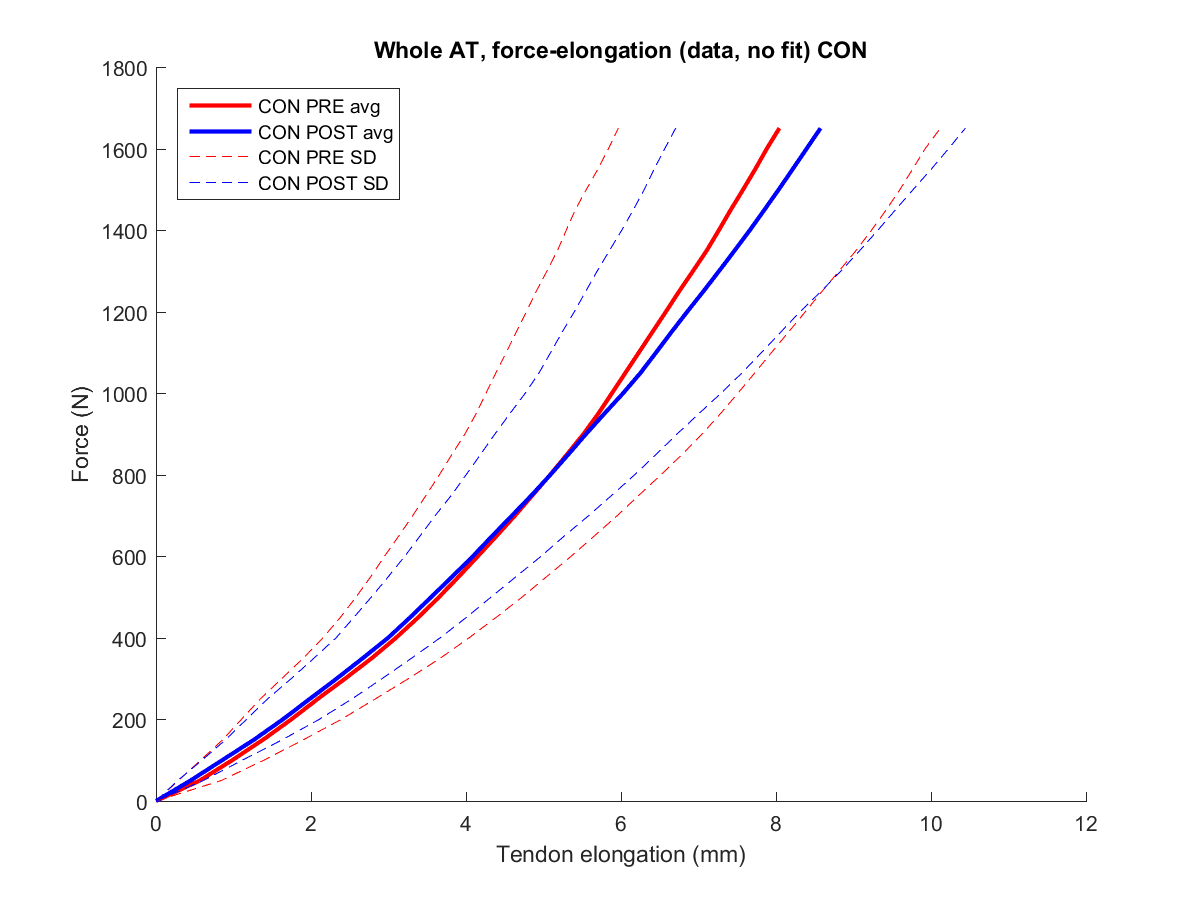 Whole AT, force-elongation (data, no fit) CON
1800
1600
1400
1200
1000
800
600
400
200
0
Force (N)
CON PRE avg
CON POST avg
CON PRE SD
CON POST SD
0 2 4 6 8 10 12
Tendon elongation (mm)